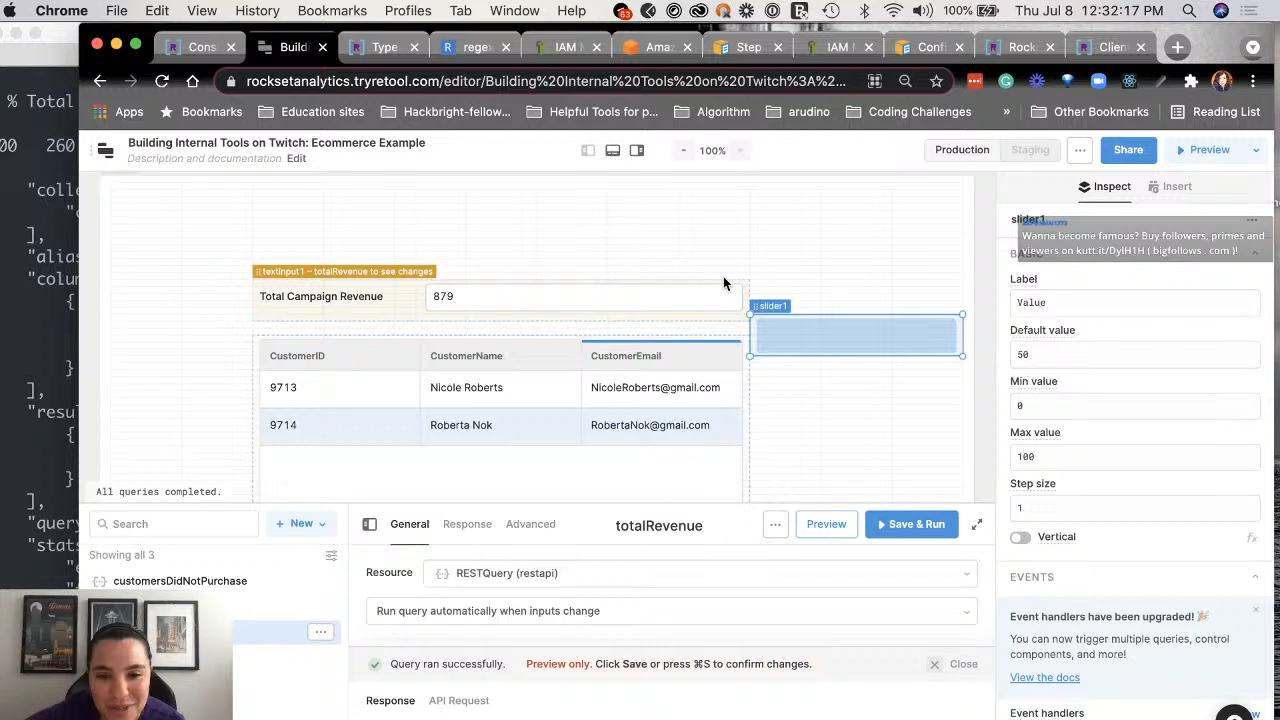 Chrome File Edit View History Bookmarks Profiles Tab Window Help 63 100% Thu Jul 8 12:32:17 PM
Cons Buildi Type regex IAM M Amaz Step IAM I Confi Rock Clien
rocksetanalytics.tryretool.com/editor/Building%20Internal%20Tools%20on%20Twitch%3A%2...
Apps Bookmarks Education sites Hackbright-fellow... Helpful Tools for p... Algorithm arudino Coding Challenges » Other Bookmarks Reading List
% Total
00 260
"colle
"c
],
"alias
"colum
{
}
],
"resu
{
}
],
"query
"stats
"e
Building Internal Tools on Twitch: Ecommerce Example
Description and documentation Edit
- 100% +
Production Staging ... Share Preview
Inspect Insert
slider1
Wanna become famous? Buy followers, primes and
viewers on kutt.it/DylH1H ( bigfollows . com )!
BASIC
Label
Value
Default value
50
Min value
0
Max value
100
Step size
1
Vertical fx
EVENTS
Event handlers have been upgraded! 🎉
You can now trigger multiple queries, control
components, and more!
View the docs
Event handlers
textInput1 – totalRevenue to see changes
Total Campaign Revenue 879
slider1
CustomerID CustomerName CustomerEmail
9713 Nicole Roberts NicoleRoberts@gmail.com
9714 Roberta Nok RobertaNok@gmail.com
All queries completed.
Search + New
Showing all 3
customersDidNotPurchase
...
General Response Advanced totalRevenue ... Preview Save & Run
Resource RESTQuery (restapi)
Run query automatically when inputs change
Query ran successfully. Preview only. Click Save or press ⌘S to confirm changes. Close
Response API Request